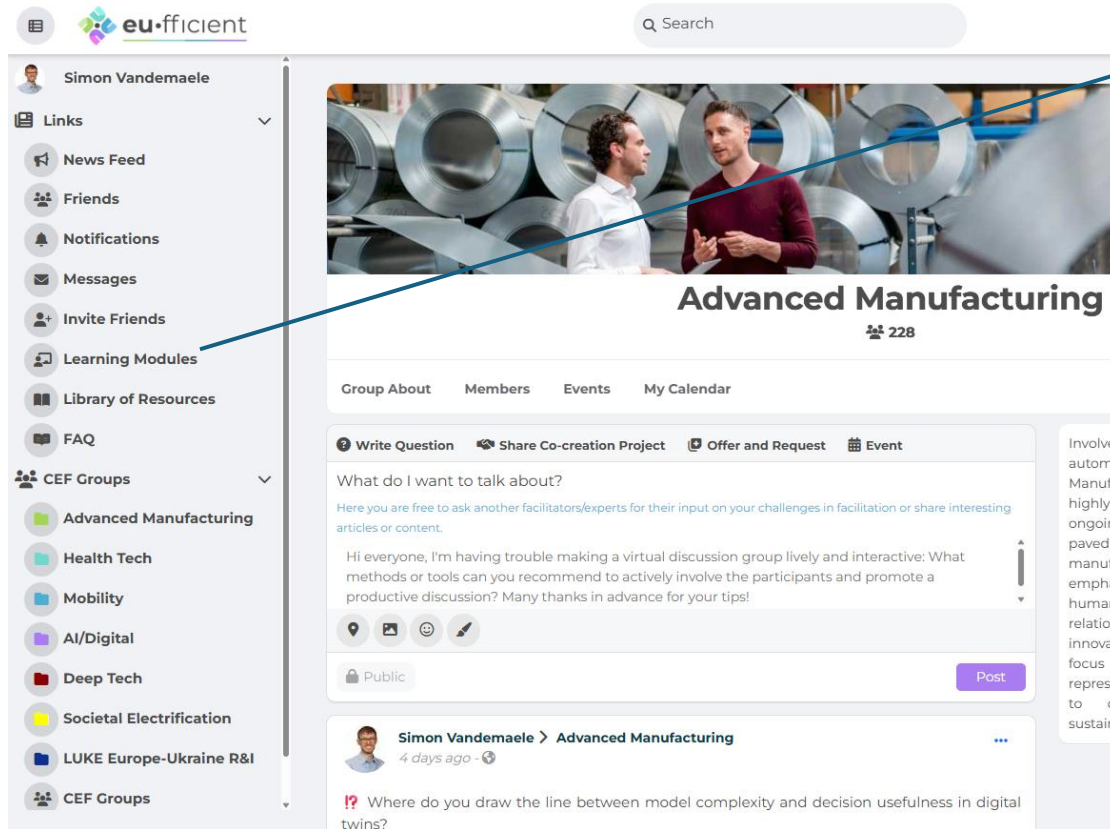 eu·fficient
Search
Simon Vandemaele
Links
News Feed
Friends
Notifications
Messages
Invite Friends
Learning Modules
Library of Resources
FAQ
CEF Groups
Advanced Manufacturing
Health Tech
Mobility
AI/Digital
Deep Tech
Societal Electrification
LUKE Europe-Ukraine R&I
CEF Groups
Advanced Manufacturing
228
Group About Members Events My Calendar
Write Question Share Co-creation Project Offer and Request Event
What do I want to talk about?
Here you are free to ask another facilitators/experts for their input on your challenges in facilitation or share interesting
articles or content.
Hi everyone, I'm having trouble making a virtual discussion group lively and interactive: What
methods or tools can you recommend to actively involve the participants and promote a
productive discussion? Many thanks in advance for your tips!
Public
Post
Simon Vandemaele > Advanced Manufacturing
4 days ago -
⁉ Where do you draw the line between model complexity and decision usefulness in digital
twins?
highly
paved
focus
to